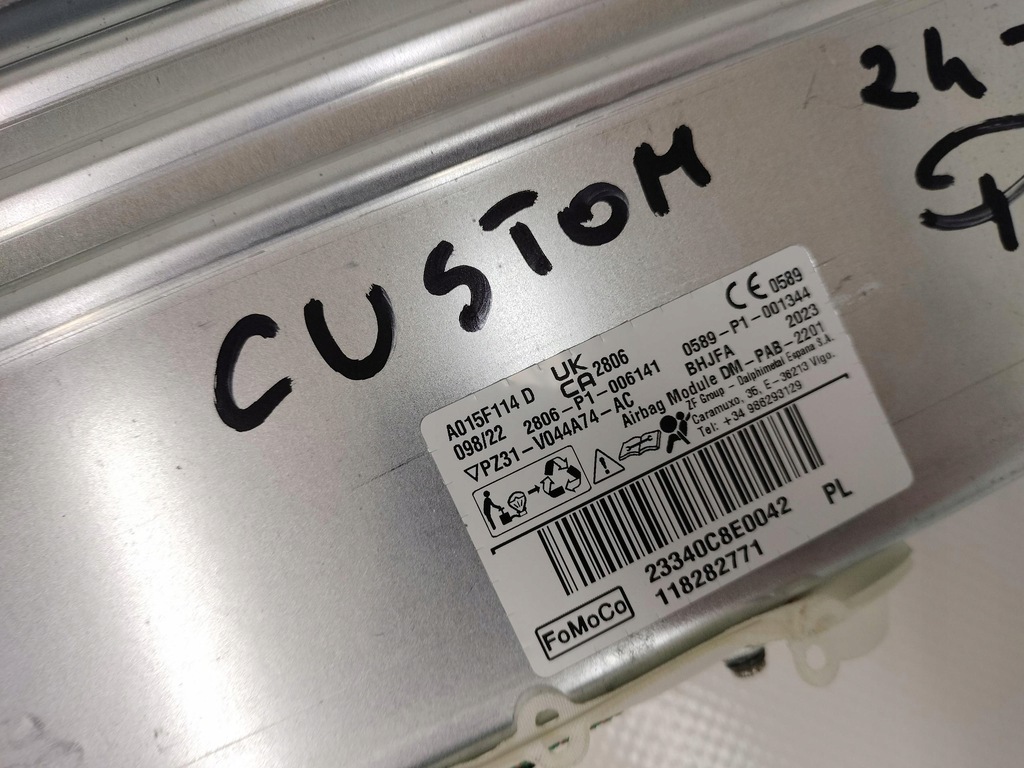 CUSTOM
24
A015F114 D
098/22
UK
CA 2806
2806-P1-006141
PZ31-V044A74-AC
CE 0589
0589-P1-001344
BHJFA 2023
Airbag Module DM-PAB-2201
ZF Group - Dalphimetal Espana S.A.
Caramuxo, 36, E-36213 Vigo.
Tel: +34 986293129
23340C8E0042 PL
118282771
FoMoCo